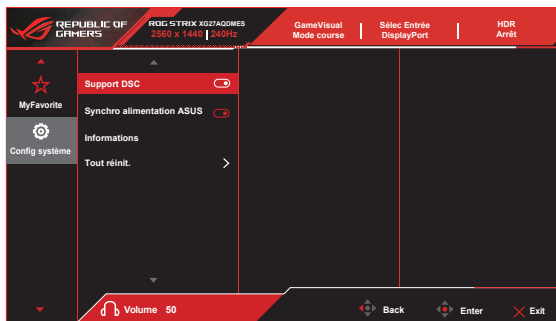 REPUBLIC OF
GAMERS
ROG STRIX XG27AQDMES
2560 x 1440 | 240Hz
GameVisual
Mode course
Sélec Entrée
DisplayPort
HDR
Arrêt
MyFavorite
Config système
Support DSC
Synchro alimentation ASUS
Informations
Tout réinit.
Volume 50
Back
Enter
Exit